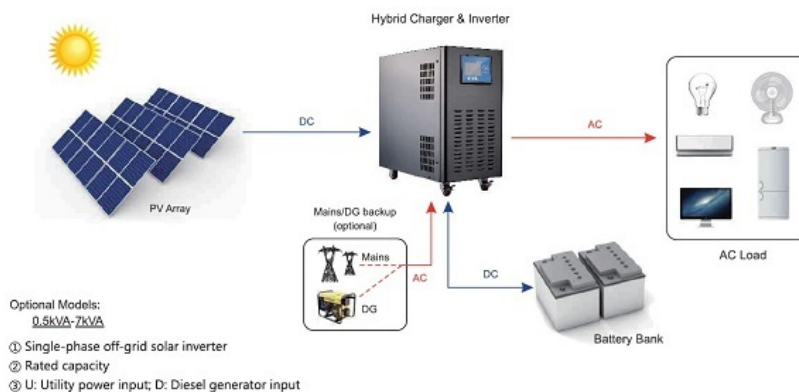 Hybrid Charger & Inverter
DC
AC
PV Array
Mains/DG backup
(optional)
Mains
AC
DG
DC
AC Load
Battery Bank
Optional Models:
0.5kVA-7kVA
① Single-phase off-grid solar inverter
② Rated capacity
③ U: Utility power input; D: Diesel generator input